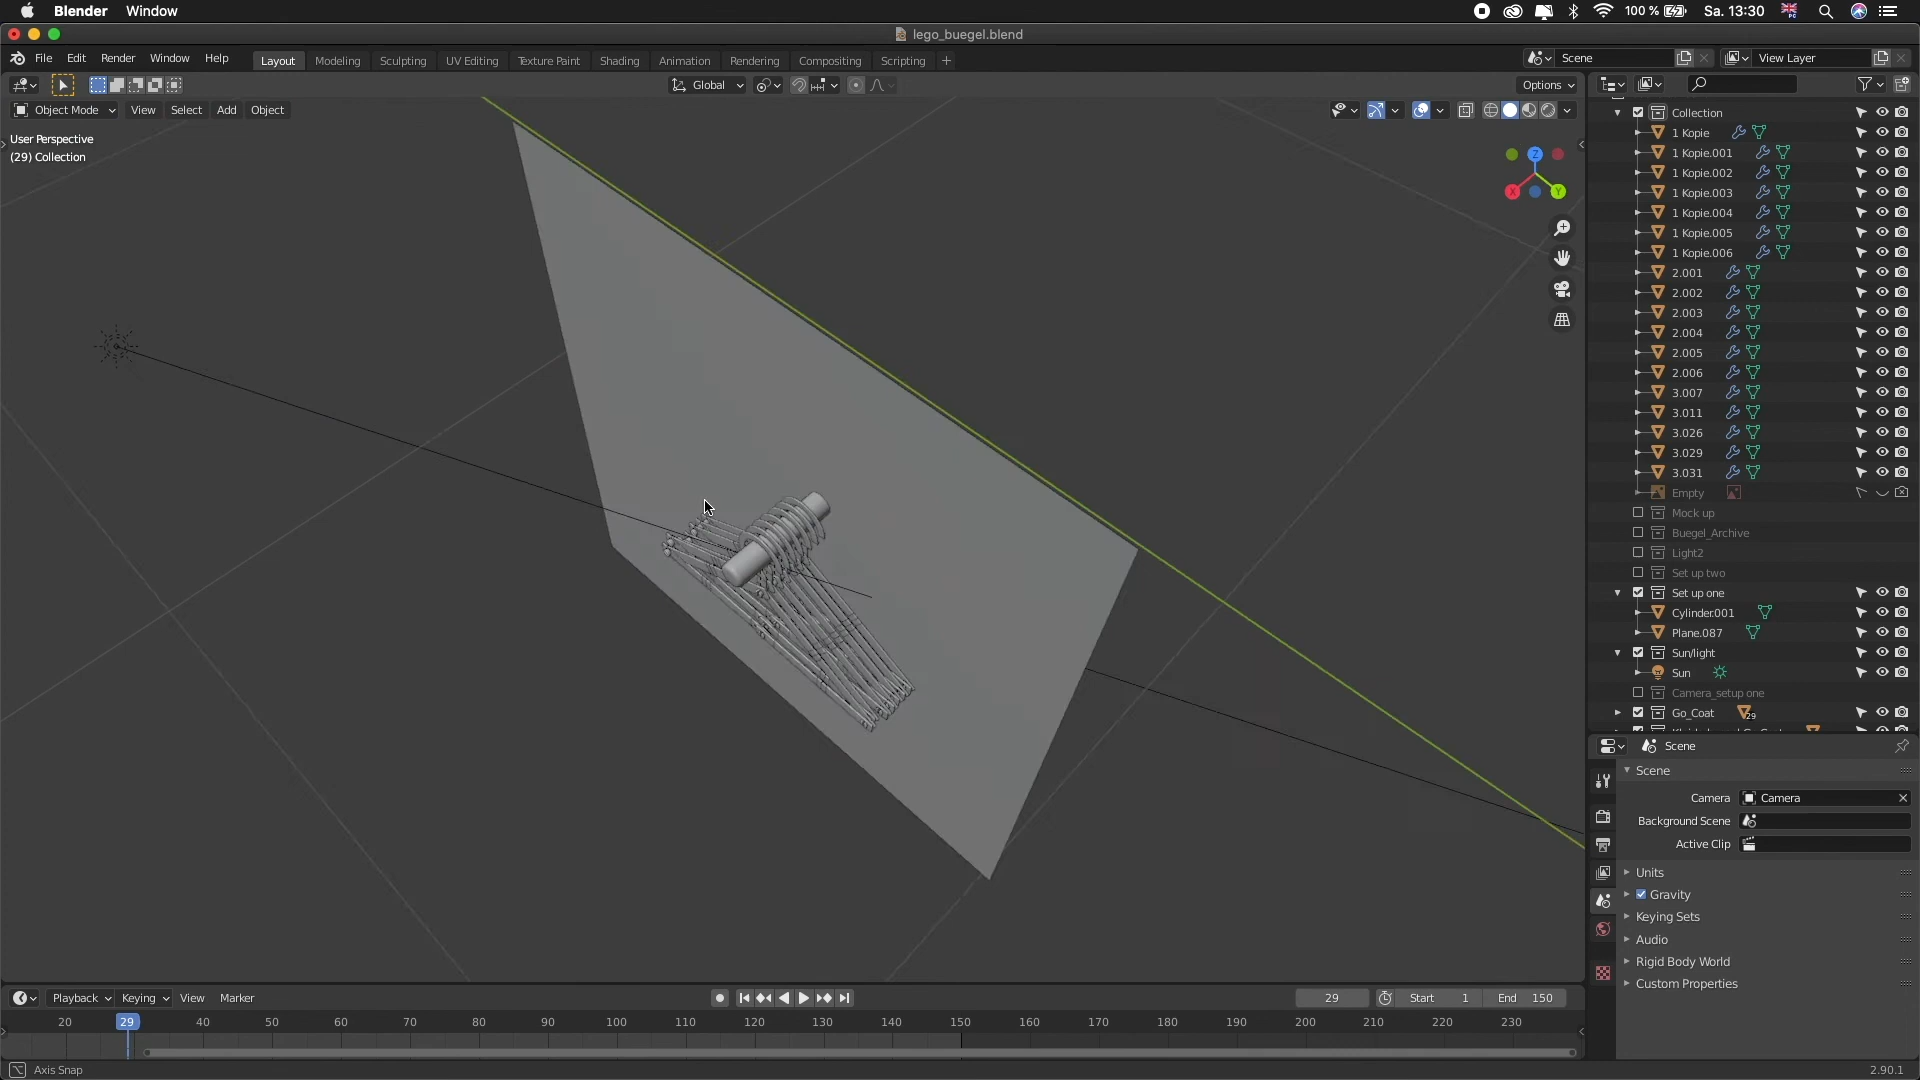 Blender Window 100 % Sa. 13:30
lego_buegel.blend
File Edit Render Window Help Layout Modeling Sculpting UV Editing Texture Paint Shading Animation Rendering Compositing Scripting + Scene View Layer
Global Options
Object Mode View Select Add Object
User Perspective
(29) Collection
Z
X Y
Collection
1 Kopie
1 Kopie.001
1 Kopie.002
1 Kopie.003
1 Kopie.004
1 Kopie.005
1 Kopie.006
2.001
2.002
2.003
2.004
2.005
2.006
3.007
3.011
3.026
3.029
3.031
Empty
Mock up
Buegel_Archive
Light2
Set up two
Set up one
Cylinder.001
Plane.087
Sun/light
Sun
Camera_setup one
Go_Coat 29
Scene
Scene
Camera Camera
Background Scene
Active Clip
Units
Gravity
Keying Sets
Audio
Rigid Body World
Custom Properties
Playback Keying View Marker 29 Start 1 End 150
20 29 40 50 60 70 80 90 100 110 120 130 140 150 160 170 180 190 200 210 220 230
Axis Snap 2.90.1